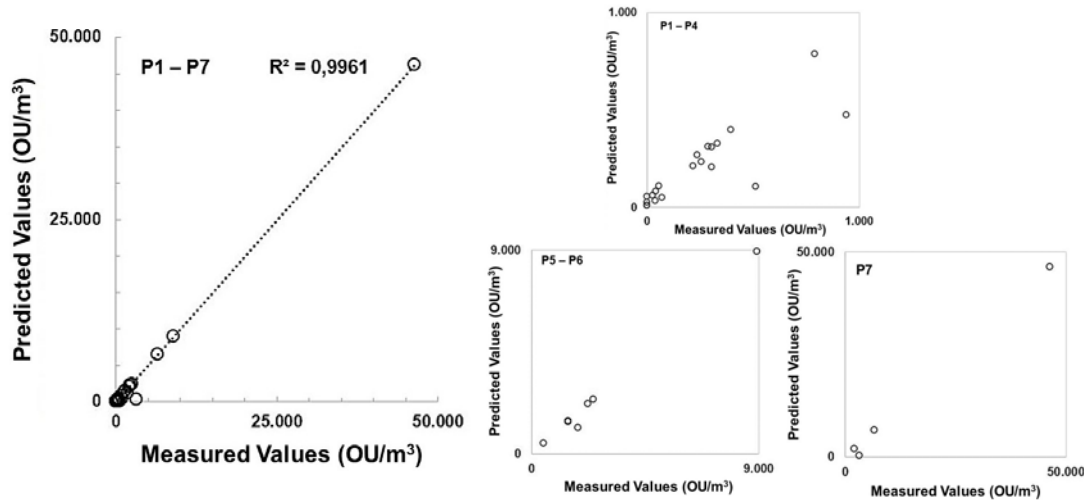 P1 – P7 R² = 0,9961
Predicted Values (OU/m³)
50.000
25.000
0
0 25.000 50.000
Measured Values (OU/m³)
P1 – P4
Predicted Values (OU/m³)
1.000
0
0 1.000
Measured Values (OU/m³)
P5 – P6
Predicted Values (OU/m³)
9.000
0
0 9.000
Measured Values (OU/m³)
P7
Predicted Values (OU/m³)
50.000
0
0 50.000
Measured Values (OU/m³)